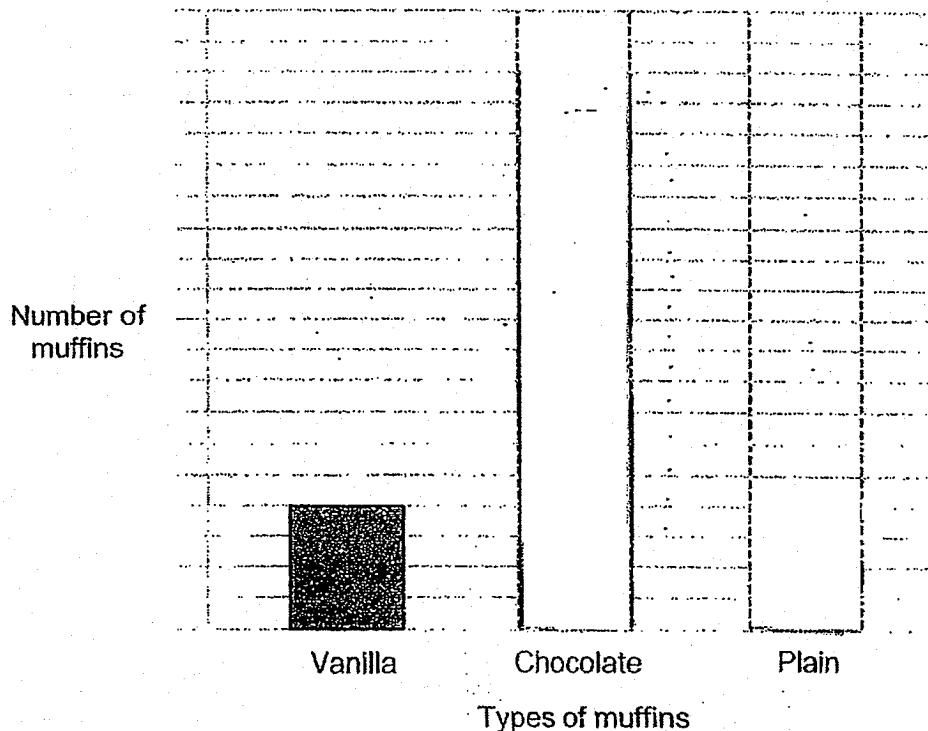 Number of
muffins
Vanilla
Chocolate
Plain
Types of muffins